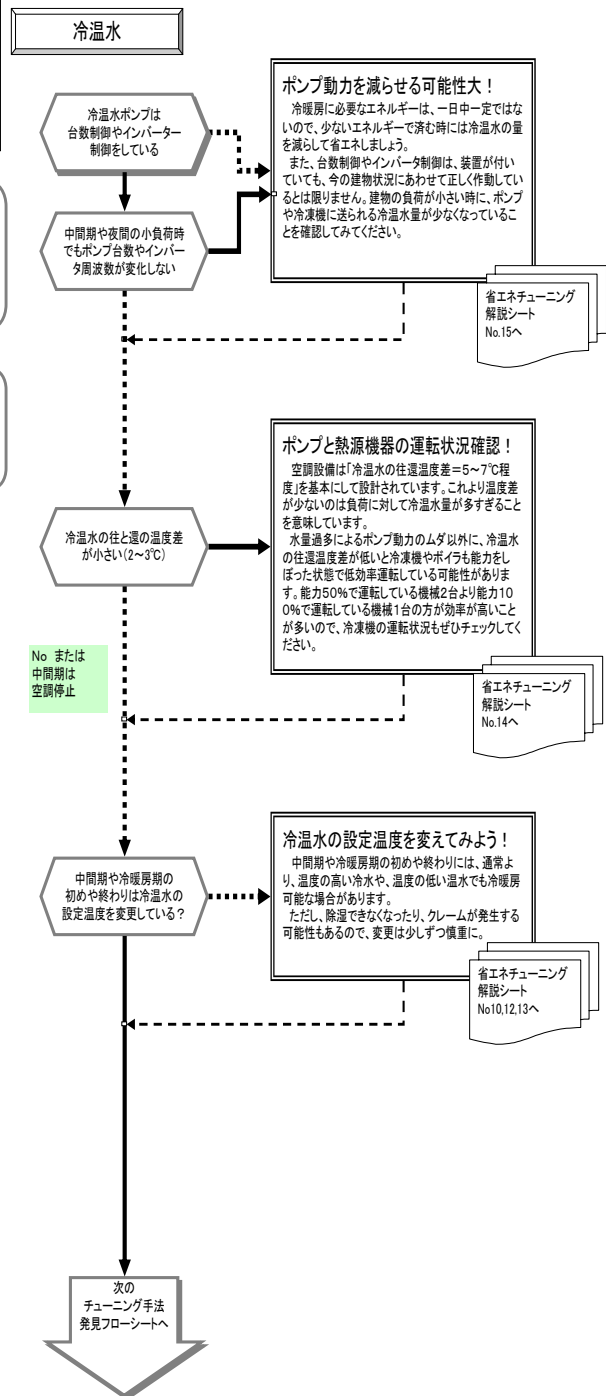 冷温水
冷温水ポンプは
台数制御やインバーター
制御をしている
ポンプ動力を減らせる可能性大！
冷暖房に必要なエネルギーは、一日中一定ではな
いので、少ないエネルギーで済む時には冷温水の量
を減らして省エネしましょう。
また、台数制御やインバータ制御は、装置が付い
ていても、今の建物状況にあわせて正しく作動してい
るとは限りません。建物の負荷が小さい時に、ポンプ
や冷凍機に送られる冷温水量が少なくなっているこ
とを確認してみてください。
中間期や夜間の小負荷時
でもポンプ台数やインバー
タ周波数が変化しない
省エネチューニング
解説シート
No.15へ
ポンプと熱源機器の運転状況確認！
空調設備は「冷温水の往還温度差＝5～7℃程
度」を基本にして設計されています。これより温度差
が少ないのは負荷に対して冷温水量が多すぎること
を意味しています。
水量過多によるポンプ動力のムダ以外に、冷温水
の往還温度差が低いと冷凍機やボイラも能力をし
ぼった状態で低効率運転している可能性がありま
す。能力50％で運転している機械2台より能力10
0％で運転している機械1台の方が効率が高いこと
が多いので、冷凍機の運転状況もぜひチェックしてく
ださい。
冷温水の往と還の温度差
が小さい（2～3℃）
No または
中間期は
空調停止
省エネチューニング
解説シート
No.14へ
冷温水の設定温度を変えてみよう！
中間期や冷暖房期の初めや終わりには、通常よ
り、温度の高い冷水や、温度の低い温水でも冷暖房
可能な場合があります。
ただし、除湿できなくなったり、クレームが発生する
可能性もあるので、変更は少しずつ慎重に。
中間期や冷暖房期の
初めや終わりは冷温水の
設定温度を変更している？
省エネチューニング
解説シート
No10,12,13へ
次の
チューニング手法
発見フローシートへ